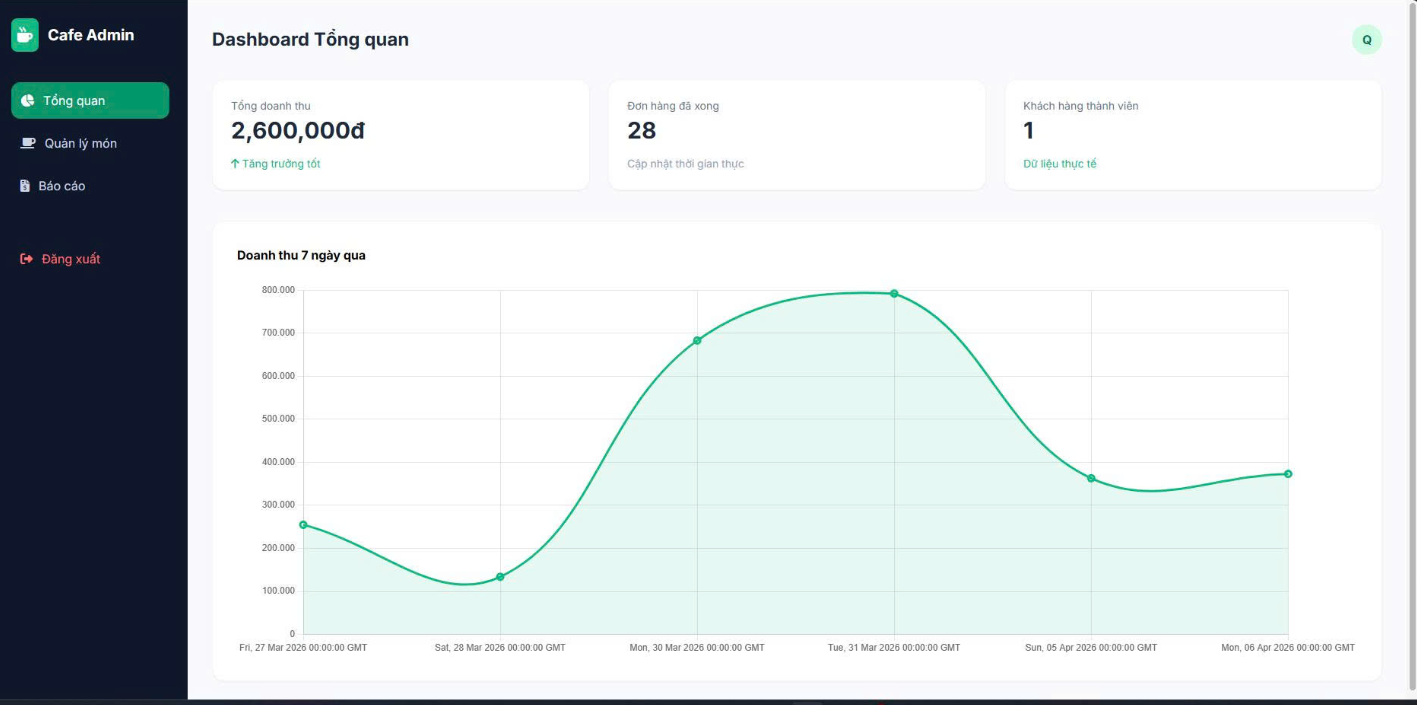 Cafe Admin
Tổng quan
Quản lý món
Báo cáo
Đăng xuất
Dashboard Tổng quan
Q
Tổng doanh thu
2,600,000đ
Tăng trưởng tốt
Đơn hàng đã xong
28
Cập nhật thời gian thực
Khách hàng thành viên
1
Dữ liệu thực tế
Doanh thu 7 ngày qua
800.000
700.000
600.000
500.000
400.000
300.000
200.000
100.000
0
Fri, 27 Mar 2026 00:00:00 GMT
Sat, 28 Mar 2026 00:00:00 GMT
Mon, 30 Mar 2026 00:00:00 GMT
Tue, 31 Mar 2026 00:00:00 GMT
Sun, 05 Apr 2026 00:00:00 GMT
Mon, 06 Apr 2026 00:00:00 GMT